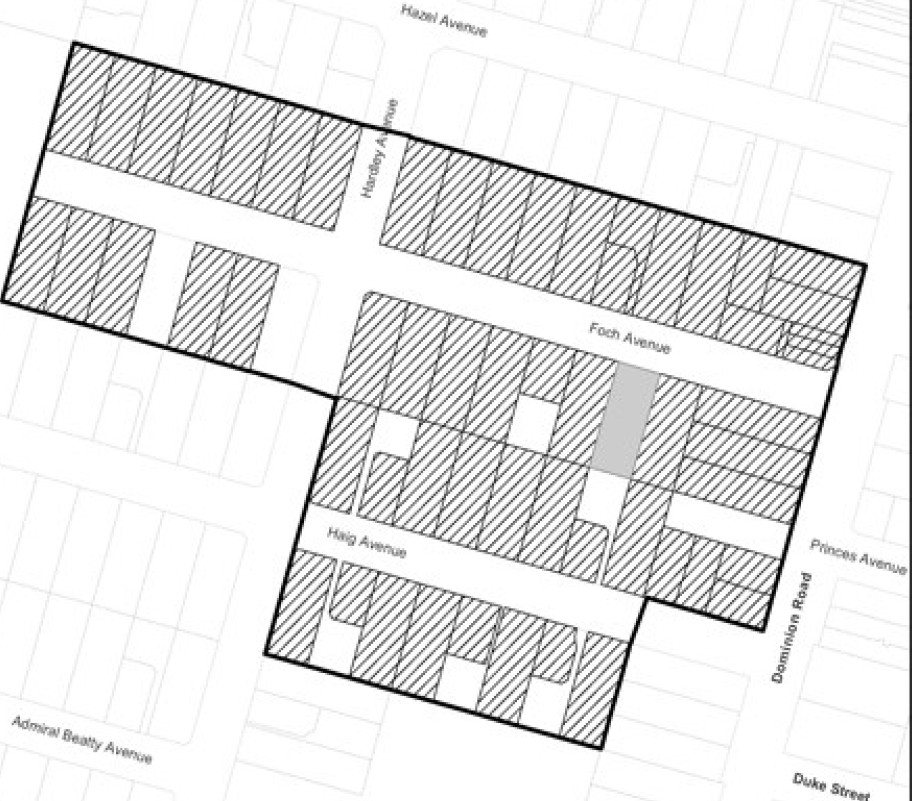 Hazel Avenue
Hardley Avenue
Foch Avenue
Haig Avenue
Princes Avenue
Dominion Road
Admiral Beatty Avenue
Duke Street